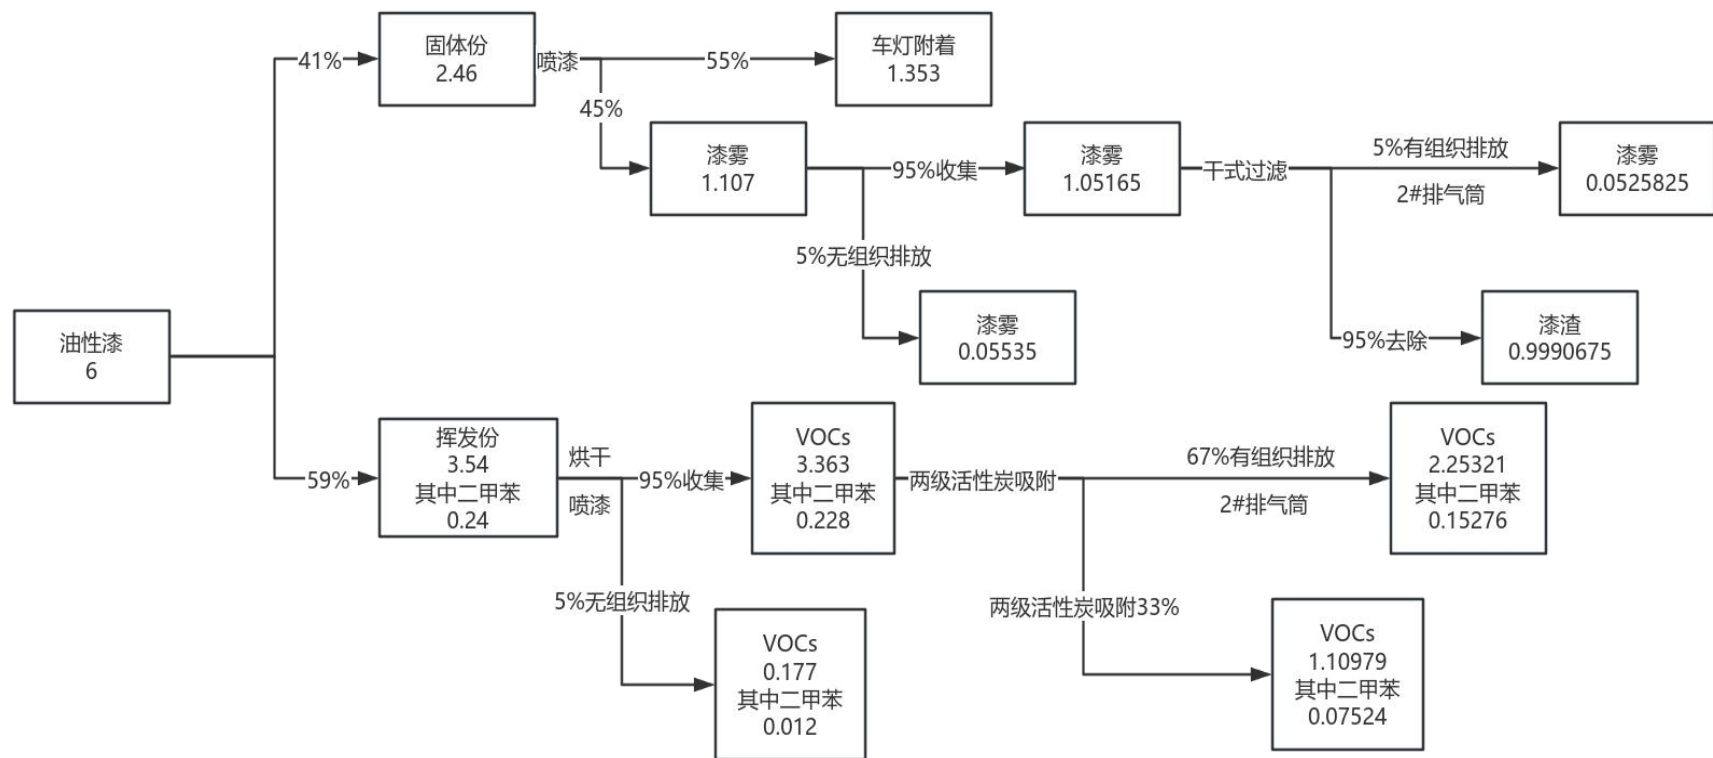 41%
固体份
2.46
喷漆
55%
车灯附着
1.353
45%
漆雾
1.107
95%收集
漆雾
1.05165
干式过滤
5%有组织排放
2#排气筒
漆雾
0.0525825
5%无组织排放
漆雾
0.05535
95%去除
漆渣
0.9990675
油性漆
6
59%
挥发份
3.54
其中二甲苯
0.24
烘干
喷漆
95%收集
VOCs
3.363
其中二甲苯
0.228
两级活性炭吸附
67%有组织排放
2#排气筒
VOCs
2.25321
其中二甲苯
0.15276
5%无组织排放
VOCs
0.177
其中二甲苯
0.012
两级活性炭吸附33%
VOCs
1.10979
其中二甲苯
0.07524